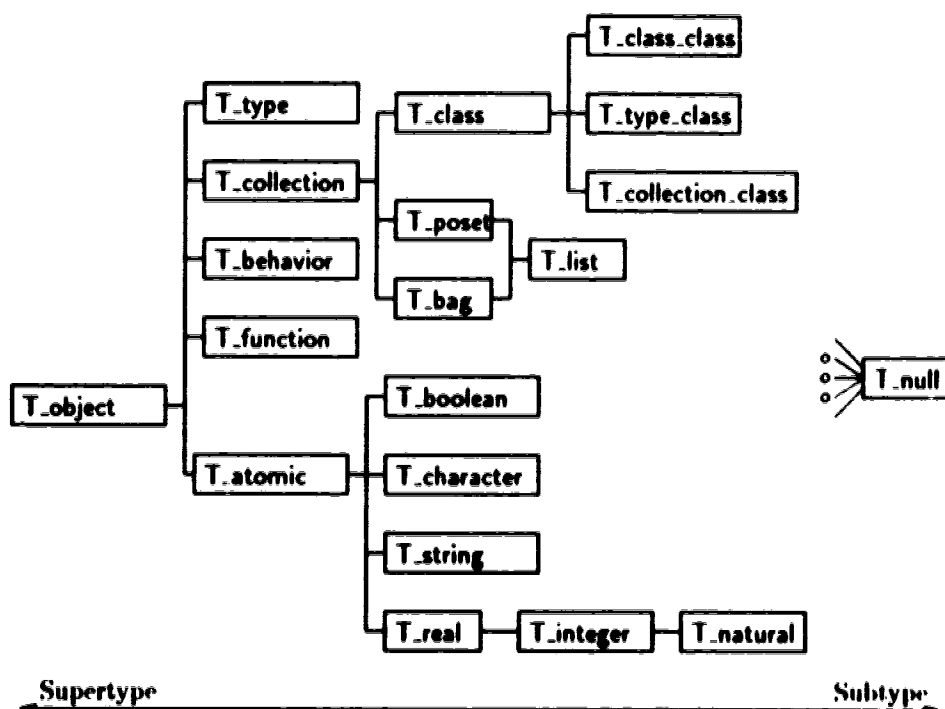 T_class_class
T_type
T_class
T_type_class
T_collection
T_collection_class
T_poset
T_behavior
T_list
T_bag
T_function
T_null
T_object
T_boolean
T_atomic
T_character
T_string
T_real
T_integer
T_natural
Supertype
Subtype